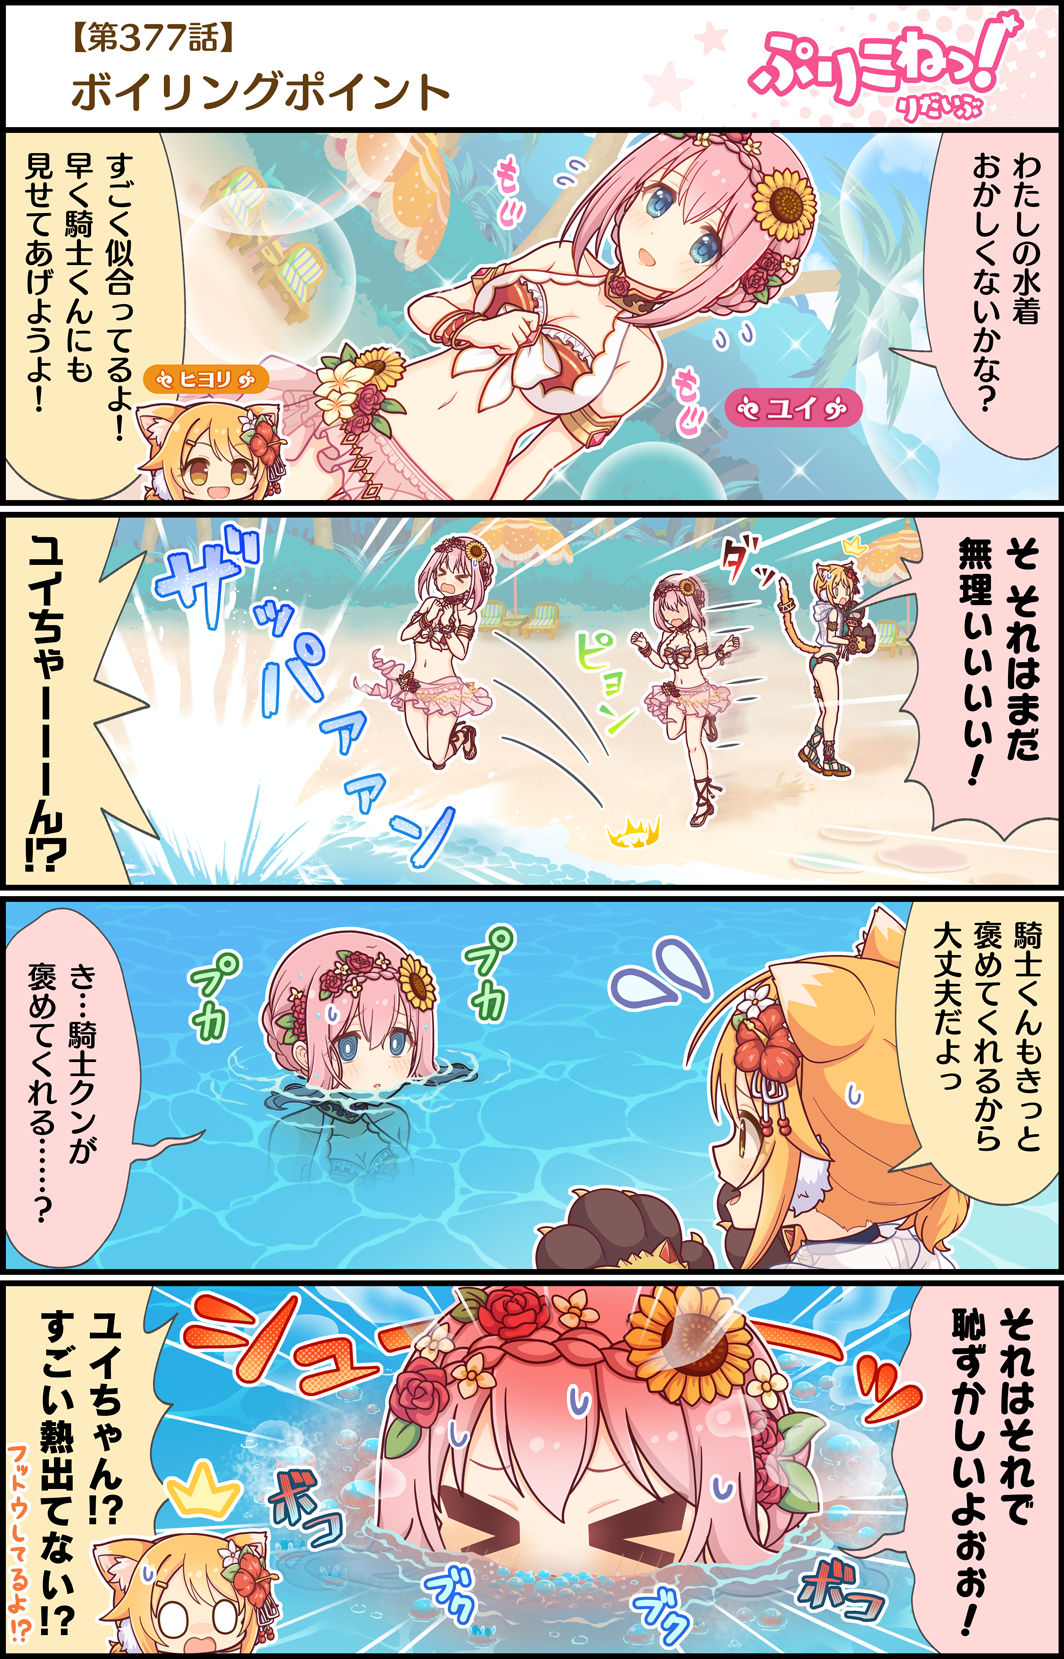 【第377話】
ボイリングポイント
ぷりこねっ!
りだいぶ
わたしの水着
おかしくないかな?
もじ
もじ
ユイ
すごく似合ってるよ!
早く騎士くんにも
見せてあげようよ!
ヒヨリ
そ それはまだ
無理いいいい!
ダッ
ピョン
ザッパァァァン
ユイちゃーーーん!?
騎士くんもきっと
褒めてくれるから
大丈夫だよっ
プカ
プカ
き…騎士クンが
褒めてくれる……?
それはそれで
恥ずかしいよぉぉ!
シューーッ
ボコ
ボコ
ブク
ブク
ユイちゃん!?
すごい熱出てない!?
フットウしてるよ!?